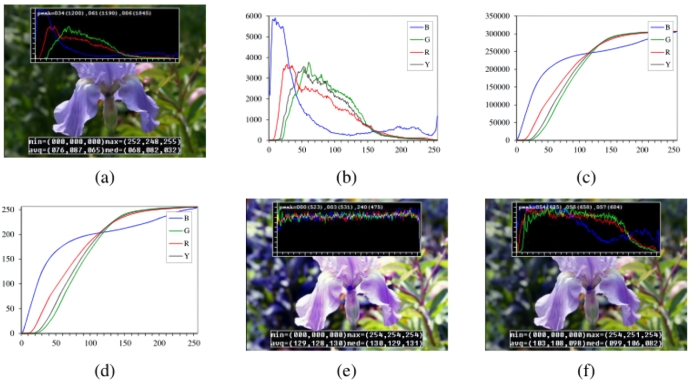 peak=034(1208),061(1190),006(1848)
min=(000,000,000)max=(252,248,255)
avg=(076,087,065)med=(068,082,032)
(a)
6000
5000
4000
3000
2000
1000
0
0 50 100 150 200 250
B
G
R
Y
(b)
350000
300000
250000
200000
150000
100000
50000
0
0 50 100 150 200 250
B
G
R
Y
(c)
250
200
150
100
50
0
0 50 100 150 200 250
B
G
R
Y
(d)
min=(000,000,000)max=(254,254,254)
avg=(129,128,130)med=(130,129,131)
(e)
min=(000,000,000)max=(254,251,254)
avg=(103,108,098)med=(099,106,082)
(f)